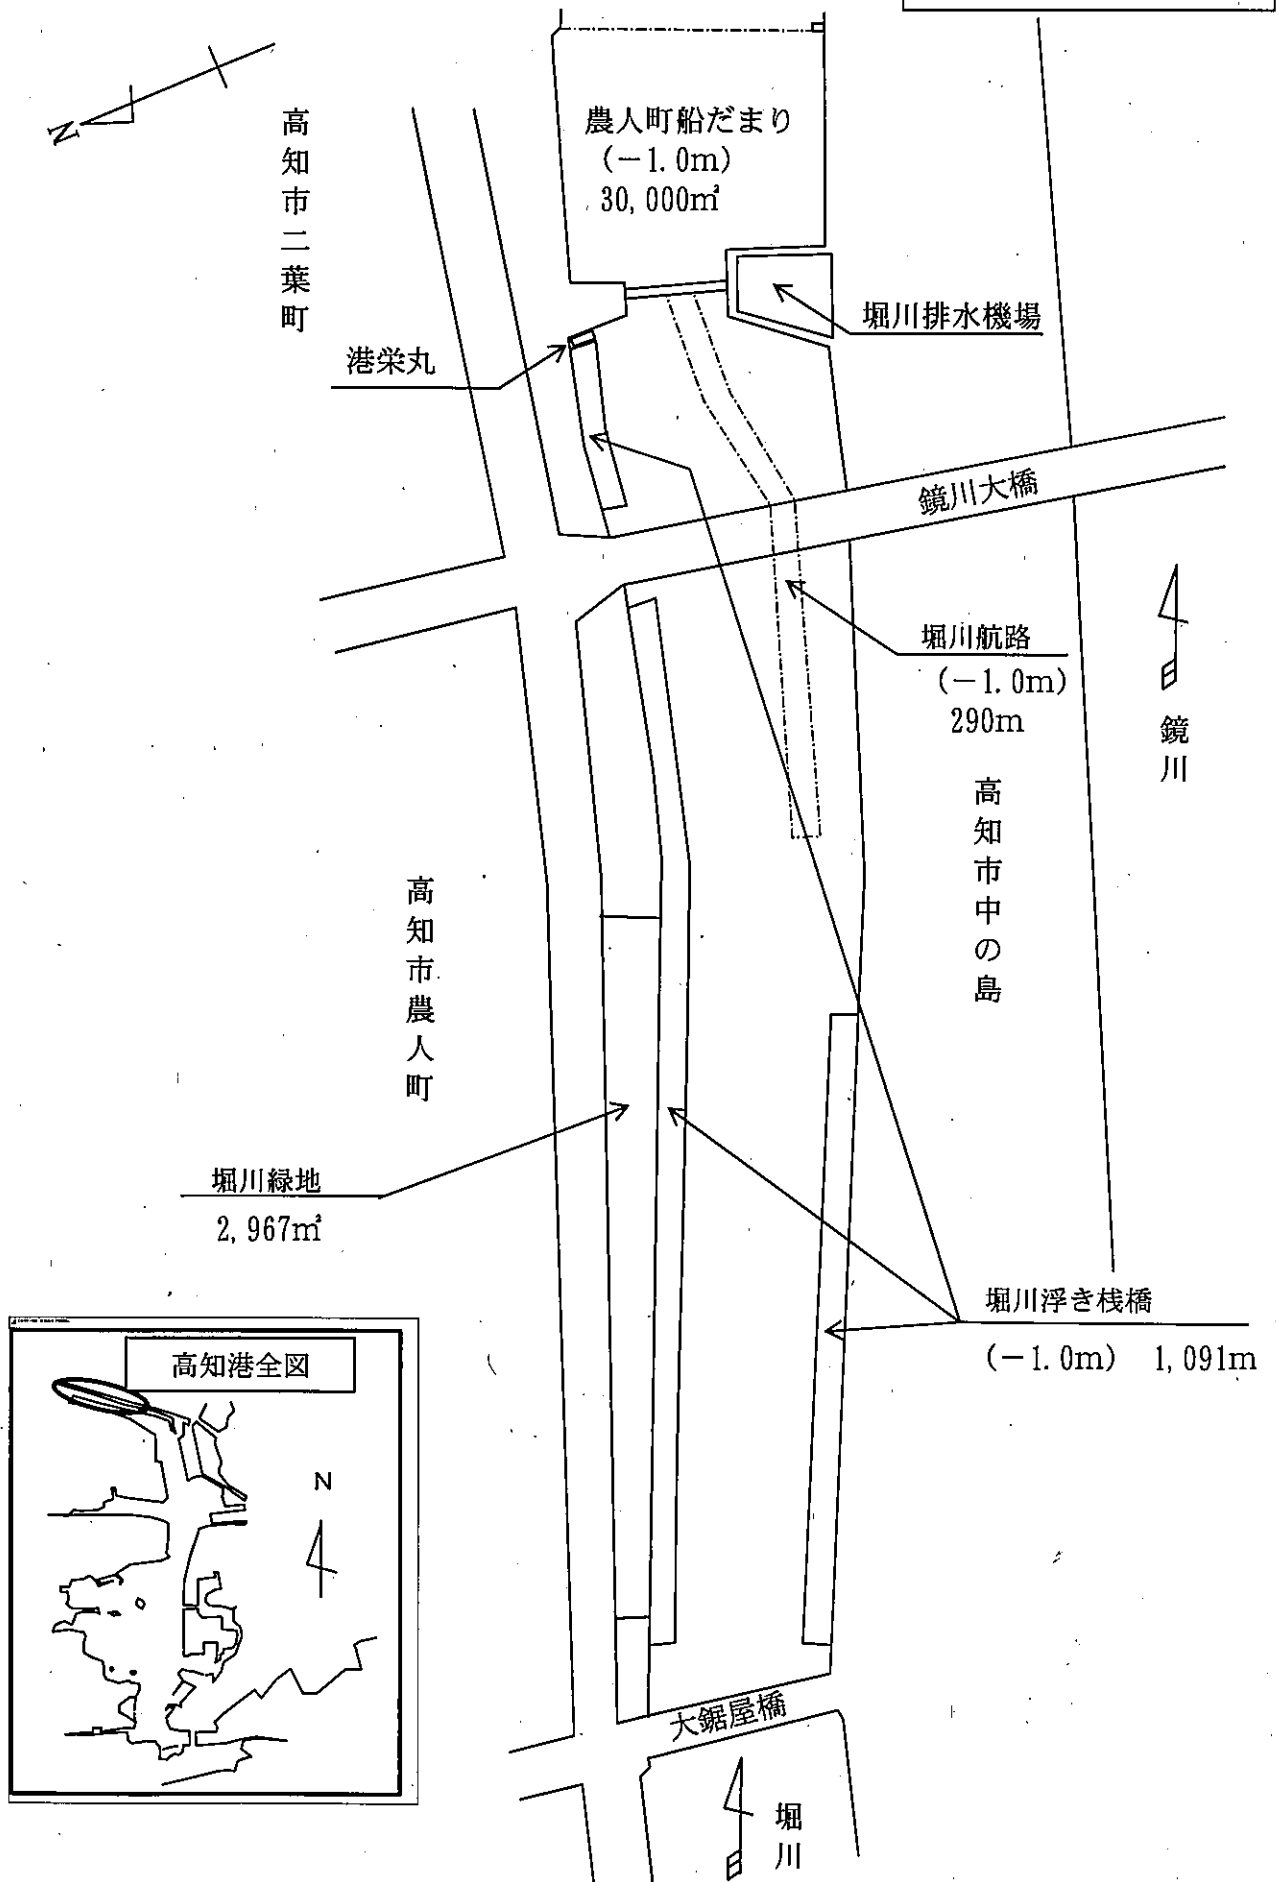 N
高知市二葉町
農人町船だまり
(－1.0m)
30,000㎡
堀川排水機場
港栄丸
鏡川大橋
堀川航路
(－1.0m)
290m
鏡川
高知市中の島
高知市農人町
堀川緑地
2,967㎡
堀川浮き桟橋
(－1.0m) 1,091m
高知港全図
N
大鋸屋橋
堀川